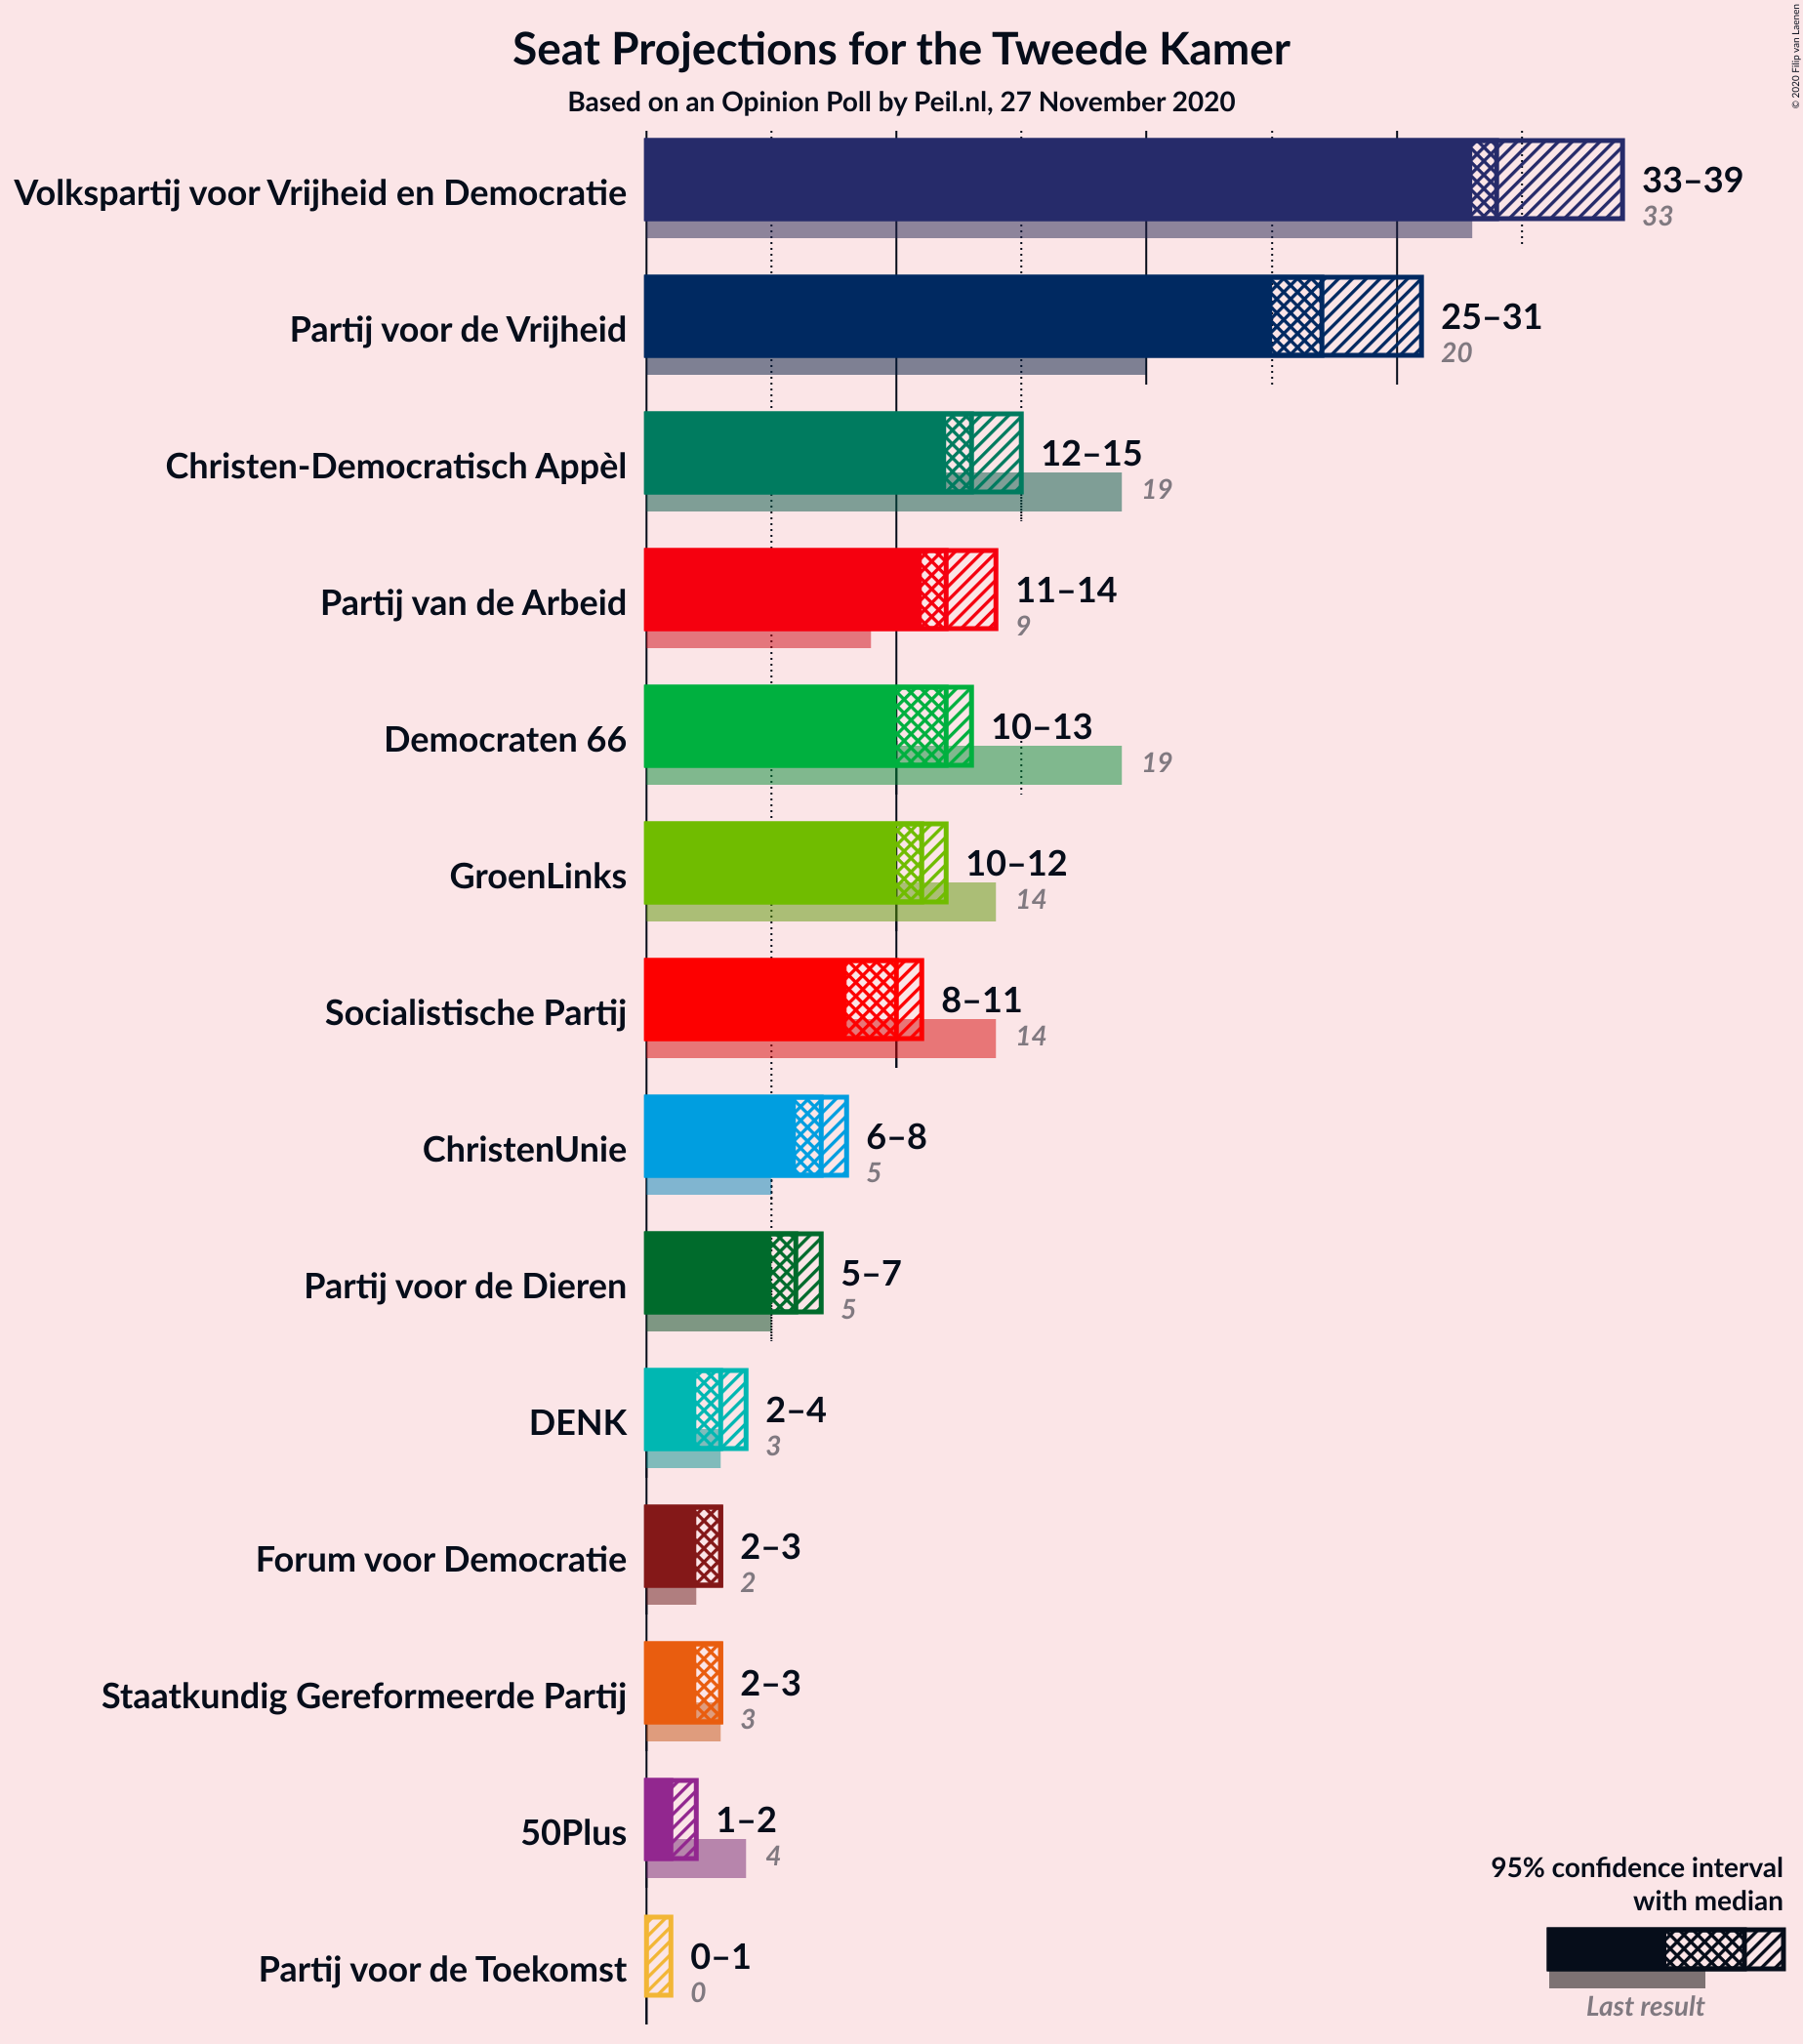 Seat Projections for the Tweede Kamer
Based on an Opinion Poll by Peil.nl, 27 November 2020
© 2020 Filip van Laenen
Volkspartij voor Vrijheid en Democratie
33–39
33
Partij voor de Vrijheid
25–31
20
Christen-Democratisch Appèl
12–15
19
Partij van de Arbeid
11–14
9
Democraten 66
10–13
19
GroenLinks
10–12
14
Socialistische Partij
8–11
14
ChristenUnie
6–8
5
Partij voor de Dieren
5–7
5
DENK
2–4
3
Forum voor Democratie
2–3
2
Staatkundig Gereformeerde Partij
2–3
3
50Plus
1–2
4
Partij voor de Toekomst
0–1
0
95% confidence interval
with median
Last result